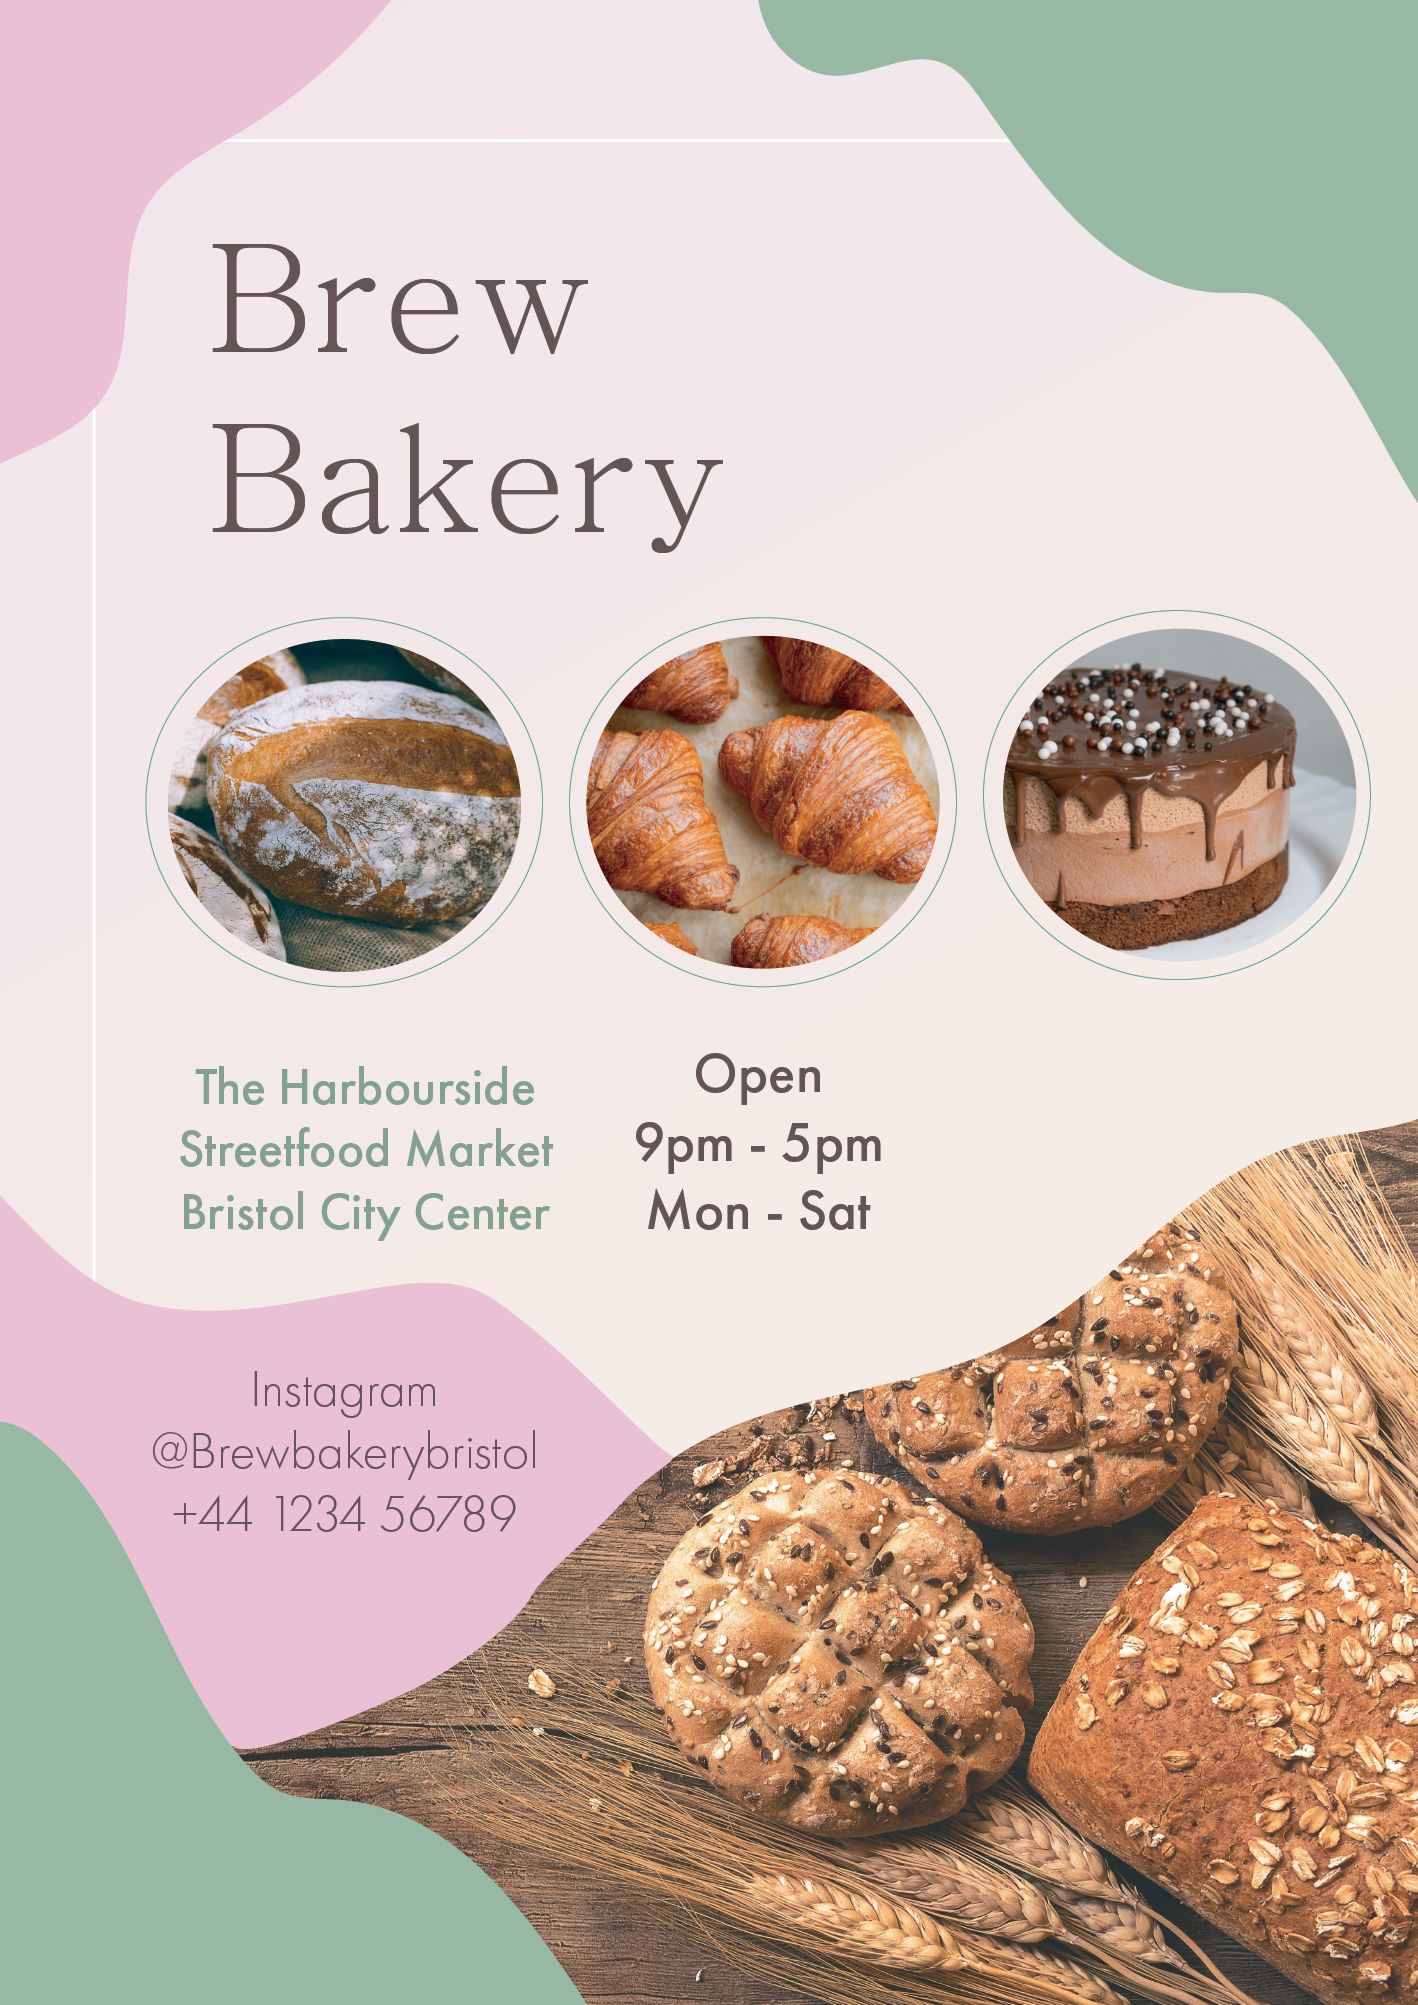 Brew
Bakery
The Harbourside
Streetfood Market
Bristol City Center
Open
9pm - 5pm
Mon - Sat
Instagram
@Brewbakerybristol
+44 1234 56789